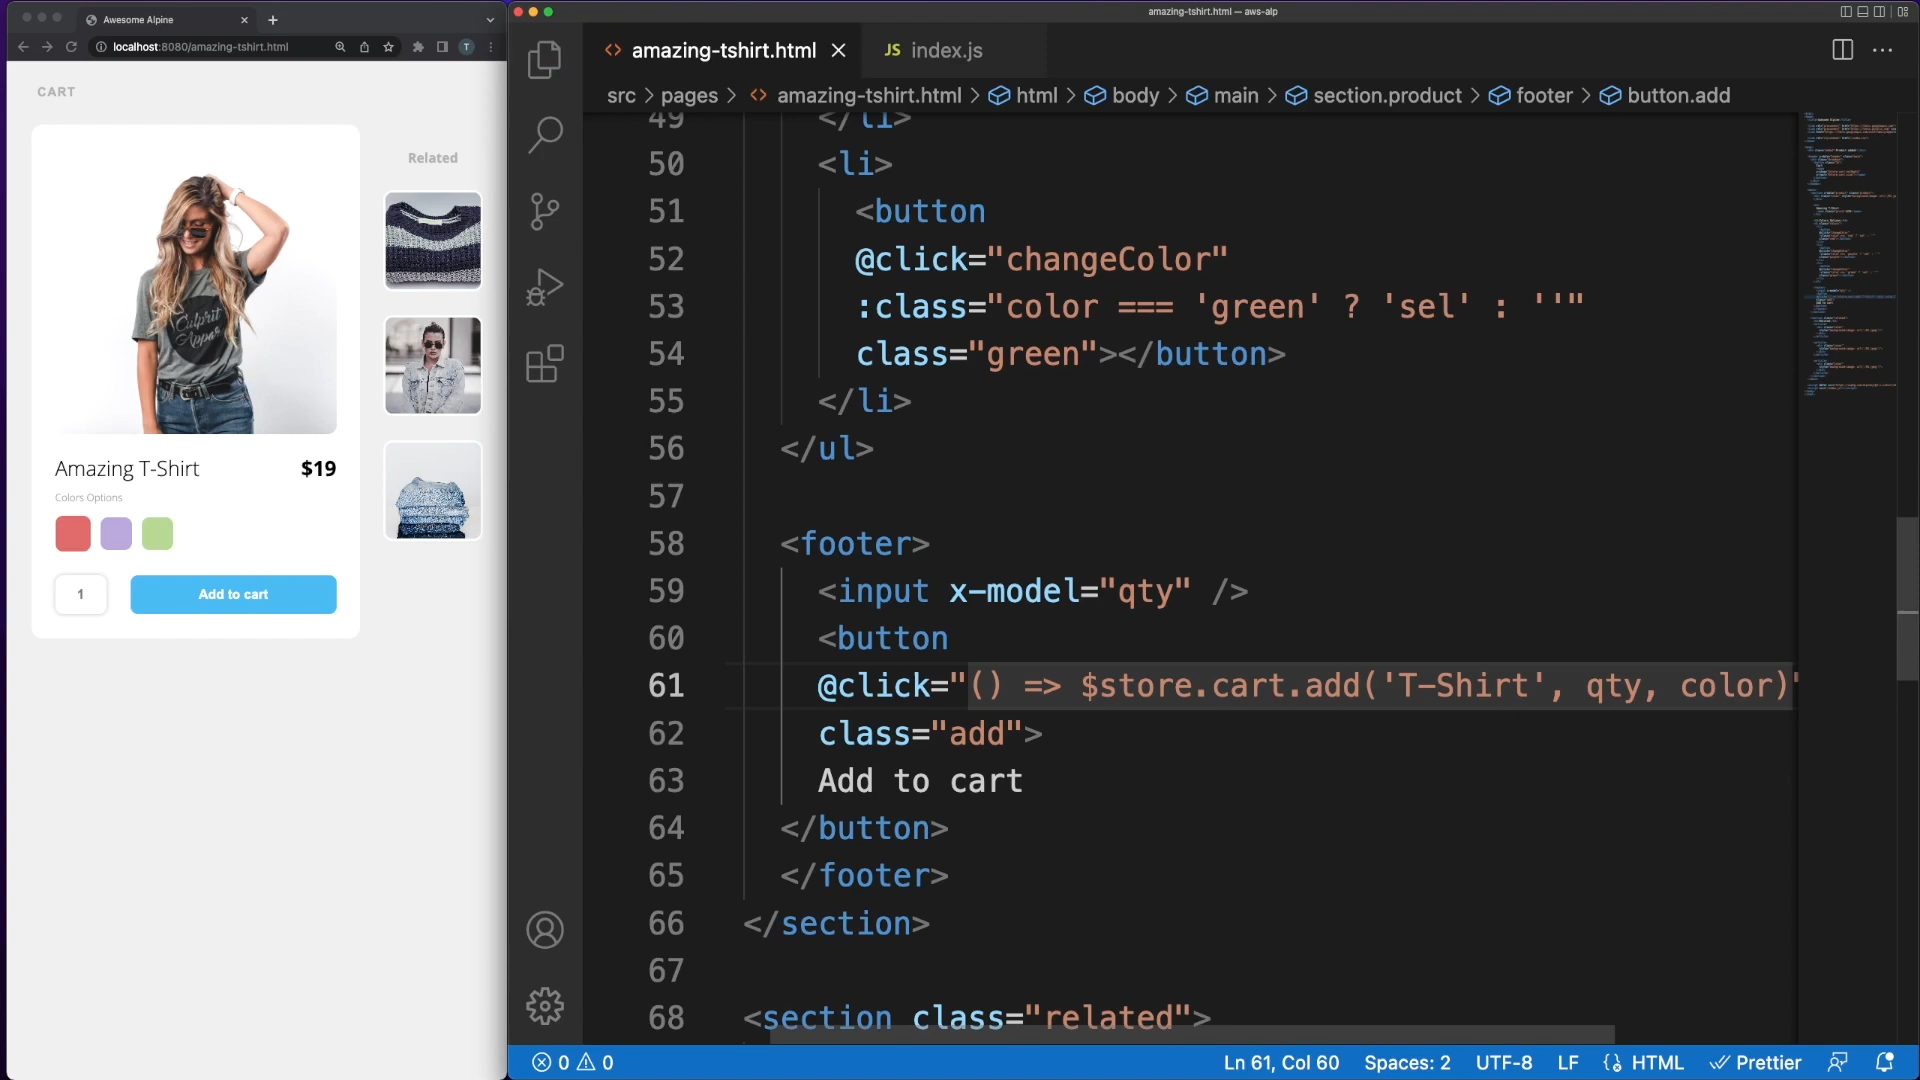 Awesome Alpine
localhost:8080/amazing-tshirt.html
T
CART
Related
Culprit
Amazing T-Shirt
$19
Colors Options
1
Add to cart
amazing-tshirt.html — aws-alp
amazing-tshirt.html
JS index.js
src > pages > amazing-tshirt.html > html > body > main > section.product > footer > button.add
49 </li>
50 <li>
51 <button
52 @click="changeColor"
53 :class="color === 'green' ? 'sel' : ''"
54 class="green"></button>
55 </li>
56 </ul>
57
58 <footer>
59 <input x-model="qty" />
60 <button
61 @click="() => $store.cart.add('T-Shirt', qty, color)"
62 class="add">
63 Add to cart
64 </button>
65 </footer>
66 </section>
67
68 <section class="related">
0 0 Ln 61, Col 60 Spaces: 2 UTF-8 LF HTML Prettier